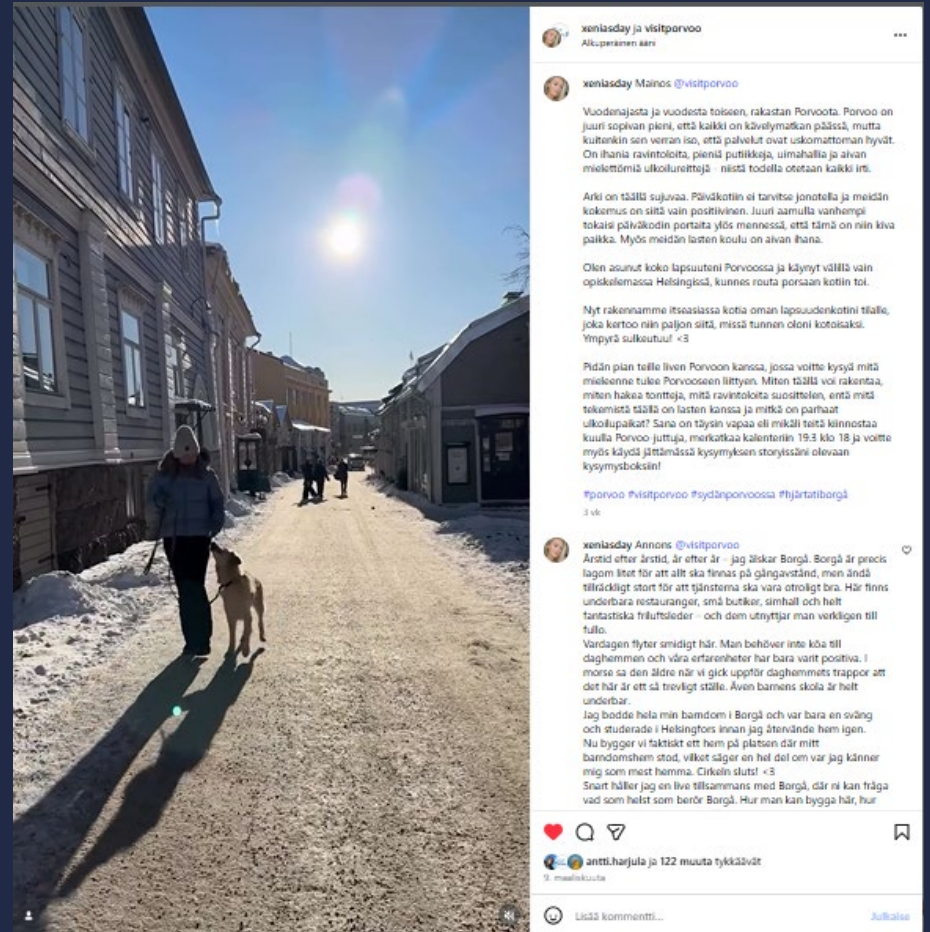 xeniasday ja visitporvoo
Alkuperäinen ääni
xeniasday Mainos @visitporvoo
Vuodenajasta ja vuodesta toiseen, rakastan Porvoota. Porvoo on
juuri sopivan pieni, että kaikki on kävelymatkan päässä, mutta
kuitenkin sen verran iso, että palvelut ovat uskomattoman hyvät.
On ihania ravintoloita, pieniä putiikkeja, uimahallia ja aivan
mielettömiä ulkoilureittejä - niistä todella otetaan kaikki irti.
Arki on täällä sujuvaa. Päiväkotiin ei tarvitse jonotella ja meidän
kokemus on siitä vain positiivinen. Juuri aamulla vanhempi
tokaisi päiväkodin portaita ylös mennessä, että tämä on niin kiva
paikka. Myös meidän lasten koulu on aivan ihana.
Olen asunut koko lapsuuteni Porvoossa ja käynyt välillä vain
opiskelemassa Helsingissä, kunnes routa porsaan kotiin toi.
Nyt rakennamme itseasiassa kotia oman lapsuudenkotini tilalle,
joka kertoo niin paljon siitä, missä tunnen oloni kotoisaksi.
Ympyrä sulkeutuu! <3
Pidän pian teille liven Porvoon kanssa, jossa voitte kysyä mitä
mieleenne tulee Porvooseen liittyen. Miten täällä voi rakentaa,
miten hakea tontteja, mitä ravintoloita suosittelen, entä mitä
tekemistä täällä on lasten kanssa ja mitkä on parhaat
ulkoilupaikat? Sana on täysin vapaa eli mikäli teitä kiinnostaa
kuulla Porvoo-juttuja, merkatkaa kalenteriin 19.3 klo 18 ja voitte
myös käydä jättämässä kysymyksen storyissäni olevaan
kysymysboksiin!
#porvoo #visitporvoo #sydänporvoossa #hjärtatiborgå
3 vk
xeniasday Annons @visitporvoo
Årstid efter årstid, år efter år - jag älskar Borgå. Borgå är precis
lagom litet för att allt ska finnas på gångavstånd, men ändå
tillräckligt stort för att tjänsterna ska vara otroligt bra. Här finns
underbara restauranger, små butiker, simhall och helt
fantastiska friluftsleder - och dem utnyttjar man verkligen till
fullo.
Vardagen flyter smidigt här. Man behöver inte köa till
daghemmen och våra erfarenheter har bara varit positiva. I
morse sa den äldre när vi gick uppför daghemmets trappor att
det här är ett så trevligt ställe. Även barnens skola är helt
underbar.
Jag bodde hela min barndom i Borgå och var bara en sväng
och studerade i Helsingfors innan jag återvände hem igen.
Nu bygger vi faktiskt ett hem på platsen där mitt
barndomshem stod, vilket säger en hel del om var jag känner
mig som mest hemma. Cirkeln sluts! <3
Snart håller jag en live tillsammans med Borgå, där ni kan fråga
vad som helst som berör Borgå. Hur man kan bygga här, hur
antti.harjula ja 122 muuta tykkäävät
9. maaliskuuta
Lisää kommentti...
Julkaise